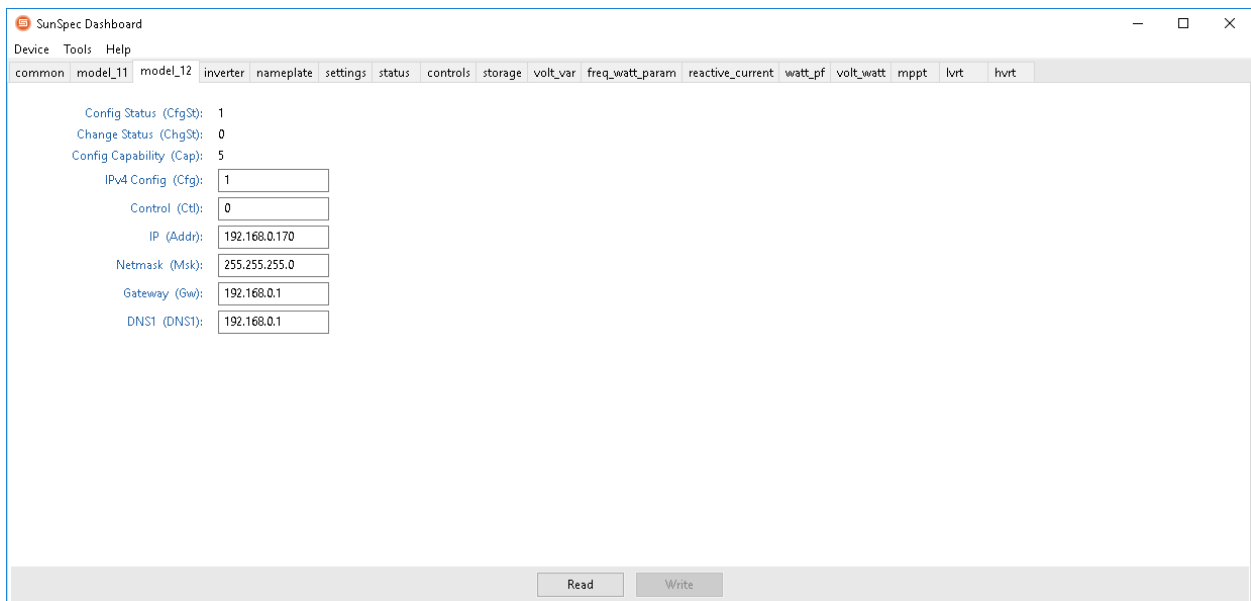 SunSpec Dashboard
Device Tools Help
common model_11 model_12 inverter nameplate settings status controls storage volt_var freq_watt_param reactive_current watt_pf volt_watt mppt lvrt hvrt
Config Status (CfgSt): 1
Change Status (ChgSt): 0
Config Capability (Cap): 5
IPv4 Config (Cfg): 1
Control (Ctl): 0
IP (Addr): 192.168.0.170
Netmask (Msk): 255.255.255.0
Gateway (Gw): 192.168.0.1
DNS1 (DNS1): 192.168.0.1
Read Write